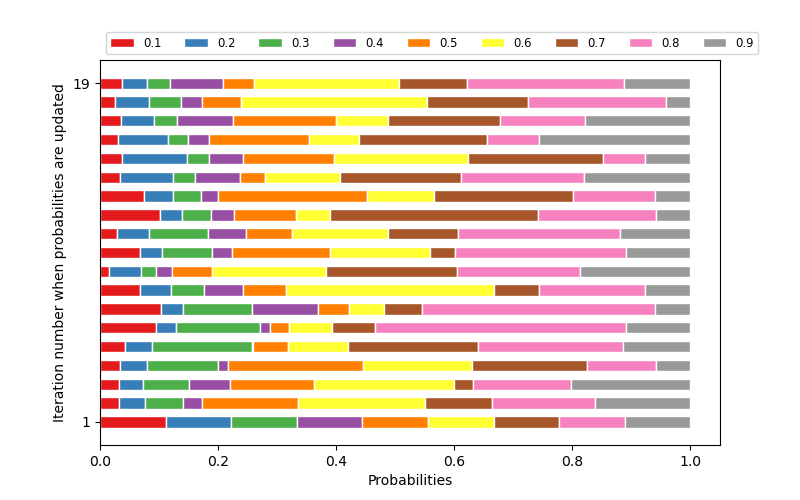 0.1 0.2 0.3 0.4 0.5 0.6 0.7 0.8 0.9
19
Iteration number when probabilities are updated
1
0.0 0.2 0.4 0.6 0.8 1.0
Probabilities